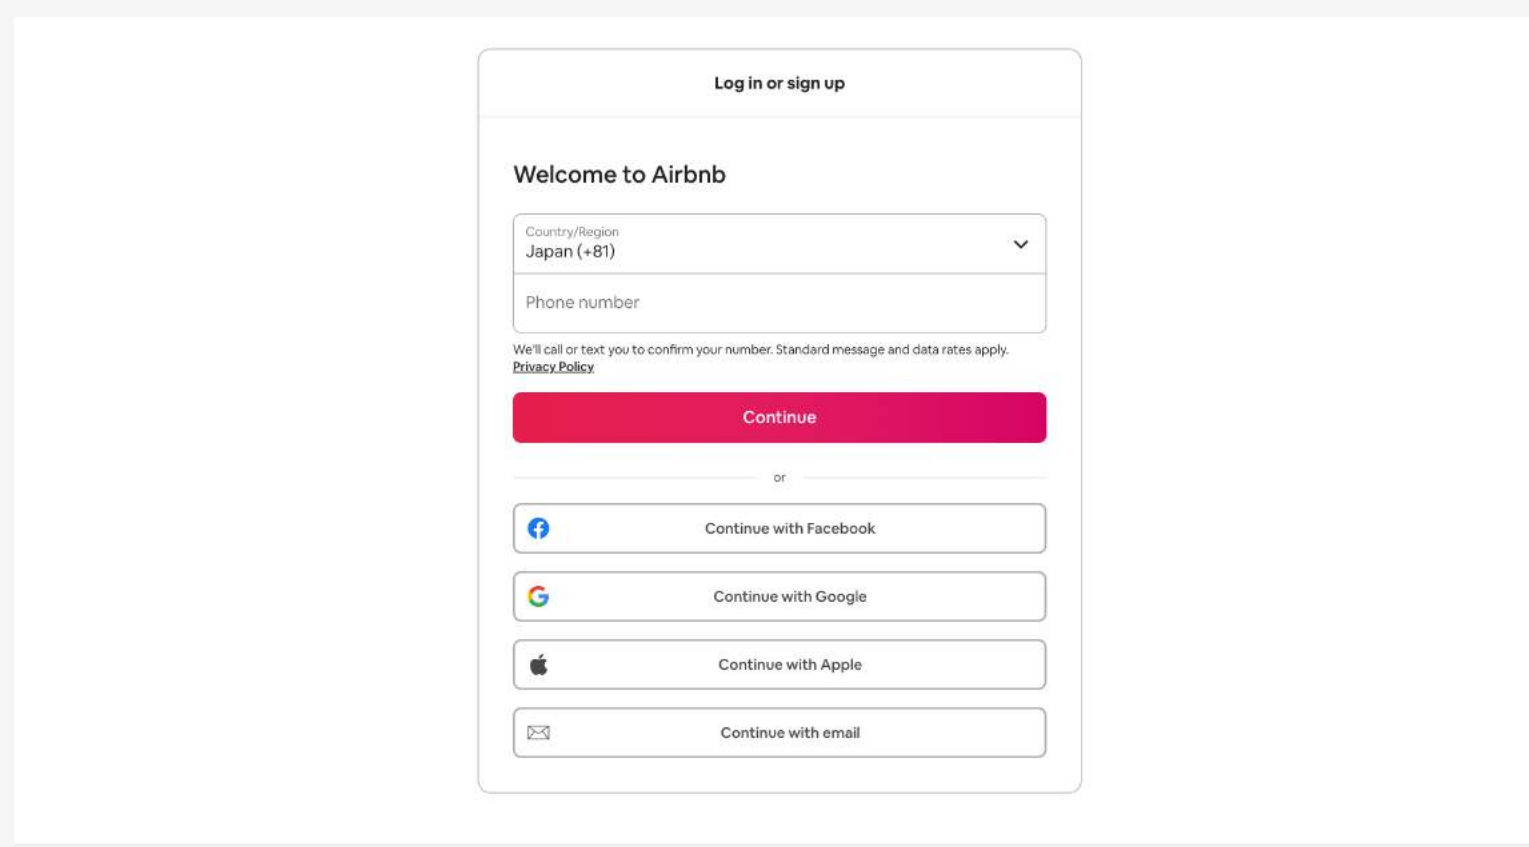 Log in or sign up
Welcome to Airbnb
Country/Region
Japan (+81)
Phone number
We'll call or text you to confirm your number. Standard message and data rates apply.
Privacy Policy
Continue
or
Continue with Facebook
Continue with Google
Continue with Apple
Continue with email